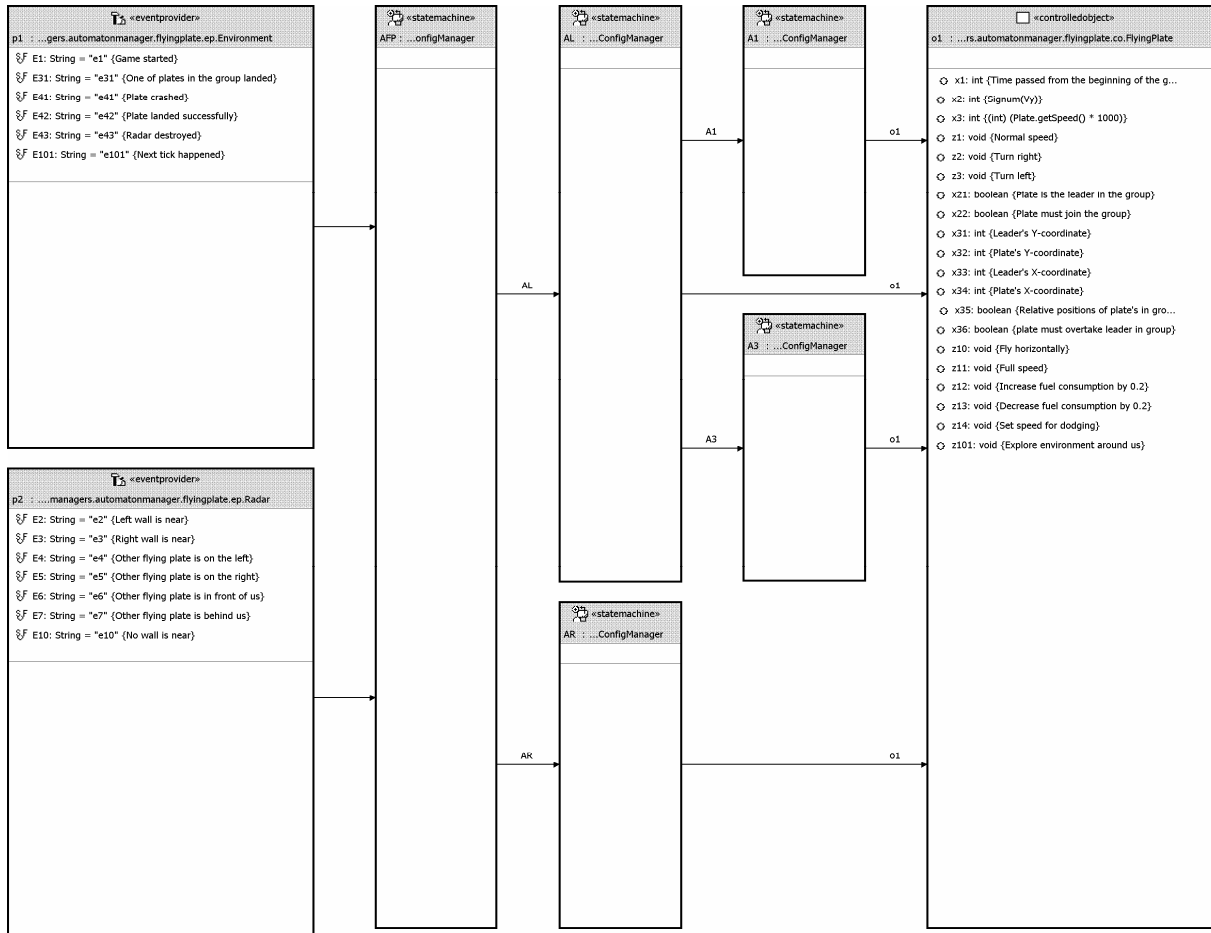 «eventprovider»
p1 : ...gers.automatonmanager.flyingplate.ep.Environment
E1: String = "e1" {Game started}
E31: String = "e31" {One of plates in the group landed}
E41: String = "e41" {Plate crashed}
E42: String = "e42" {Plate landed successfully}
E43: String = "e43" {Radar destroyed}
E101: String = "e101" {Next tick happened}
«eventprovider»
p2 : ....managers.automatonmanager.flyingplate.ep.Radar
E2: String = "e2" {Left wall is near}
E3: String = "e3" {Right wall is near}
E4: String = "e4" {Other flying plate is on the left}
E5: String = "e5" {Other flying plate is on the right}
E6: String = "e6" {Other flying plate is in front of us}
E7: String = "e7" {Other flying plate is behind us}
E10: String = "e10" {No wall is near}
«statemachine»
AFP : ...onfigManager
AL
AR
«statemachine»
AL : ...ConfigManager
A1
A3
«statemachine»
AR : ...ConfigManager
«statemachine»
A1 : ...ConfigManager
«statemachine»
A3 : ...ConfigManager
o1
o1
o1
o1
«controlledobject»
o1 : ...rs.automatonmanager.flyingplate.co.FlyingPlate
x1: int {Time passed from the beginning of the g...
x2: int {Signum(Vy)}
x3: int {(int) (Plate.getSpeed() * 1000)}
z1: void {Normal speed}
z2: void {Turn right}
z3: void {Turn left}
x21: boolean {Plate is the leader in the group}
x22: boolean {Plate must join the group}
x31: int {Leader's Y-coordinate}
x32: int {Plate's Y-coordinate}
x33: int {Leader's X-coordinate}
x34: int {Plate's X-coordinate}
x35: boolean {Relative positions of plate's in gro...
x36: boolean {plate must overtake leader in group}
z10: void {Fly horizontally}
z11: void {Full speed}
z12: void {Increase fuel consumption by 0.2}
z13: void {Decrease fuel consumption by 0.2}
z14: void {Set speed for dodging}
z101: void {Explore environment around us}